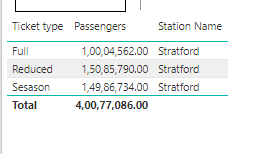 Ticket type Passengers Station Name
Full 1,00,04,562.00 Stratford
Reduced 1,50,85,790.00 Stratford
Sesason 1,49,86,734.00 Stratford
Total 4,00,77,086.00